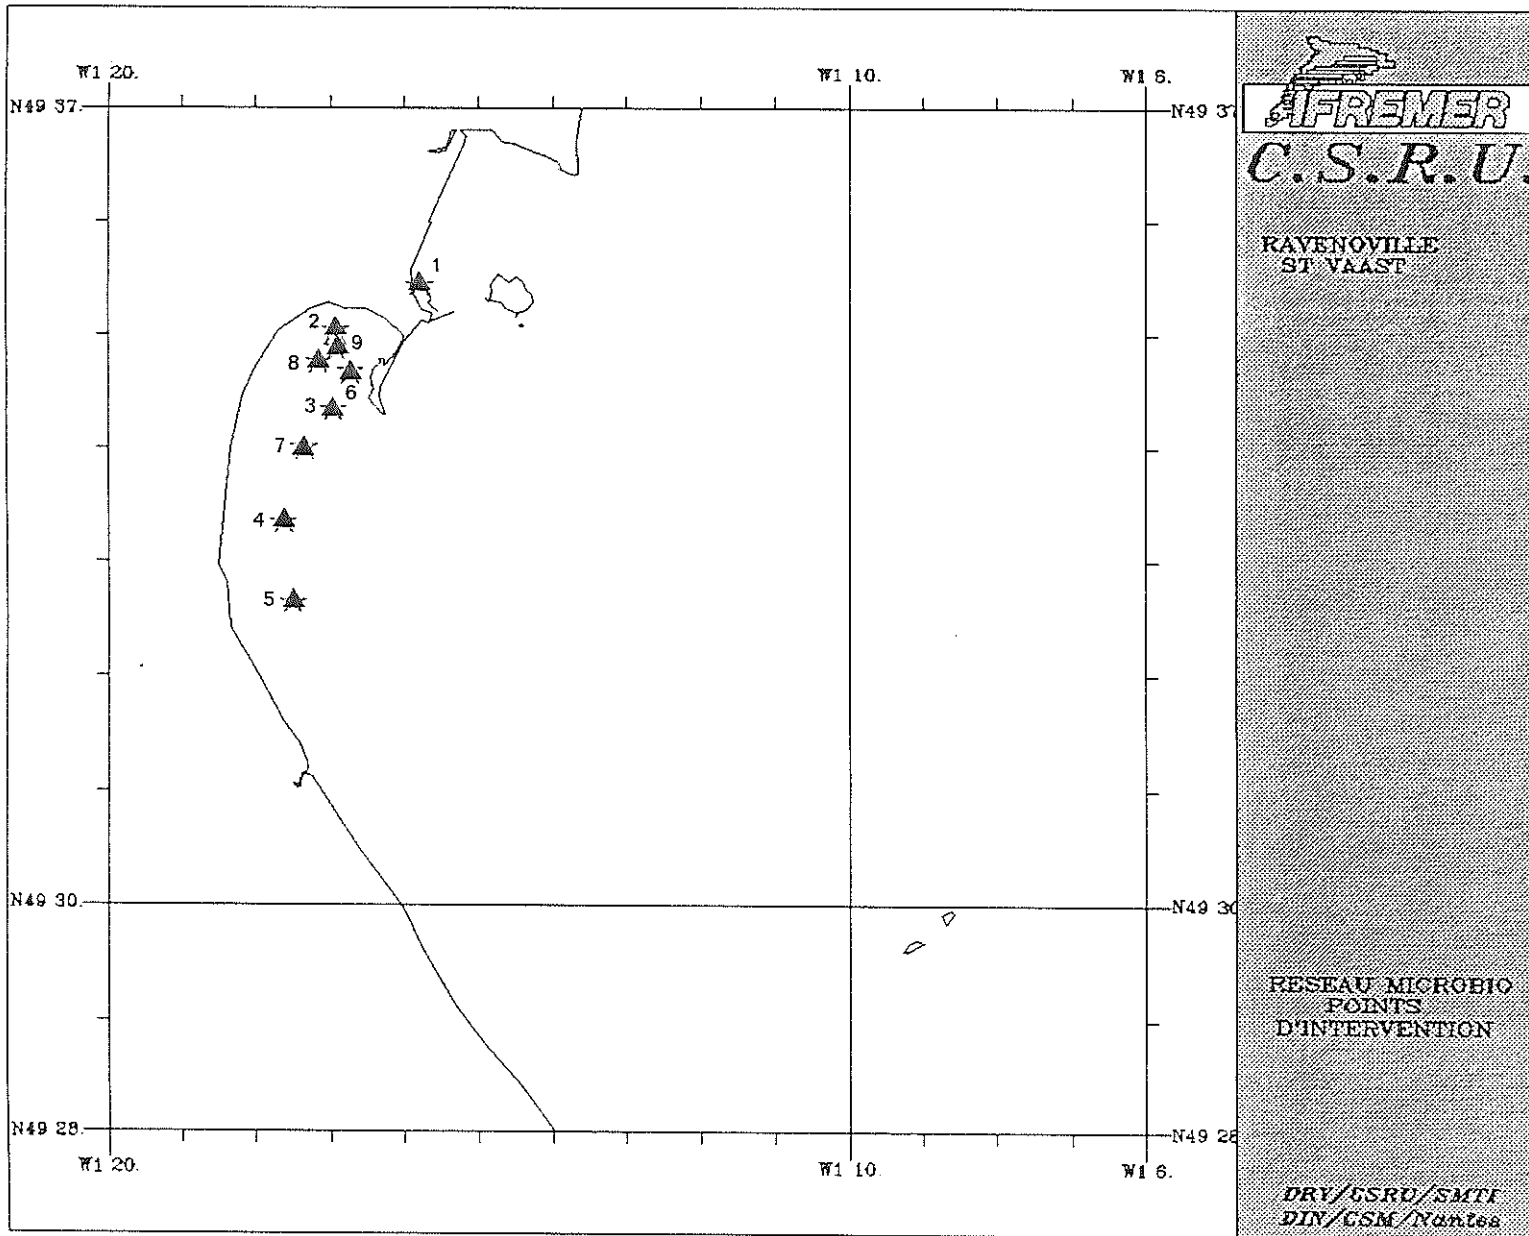 W1 20.
W1 10.
W1 6.
N49 37.
N49 37
1
2
9
8
6
3
7
4
5
N49 30.
N49 30
N49 28.
N49 28
W1 20.
W1 10.
W1 6.
IFREMER
C.S.R.U.
RAVENOVILLE
ST VAAST
RESEAU MICROBIO
POINTS
D'INTERVENTION
DRV/CSRU/SMTI
DIN/CSM/Nantes